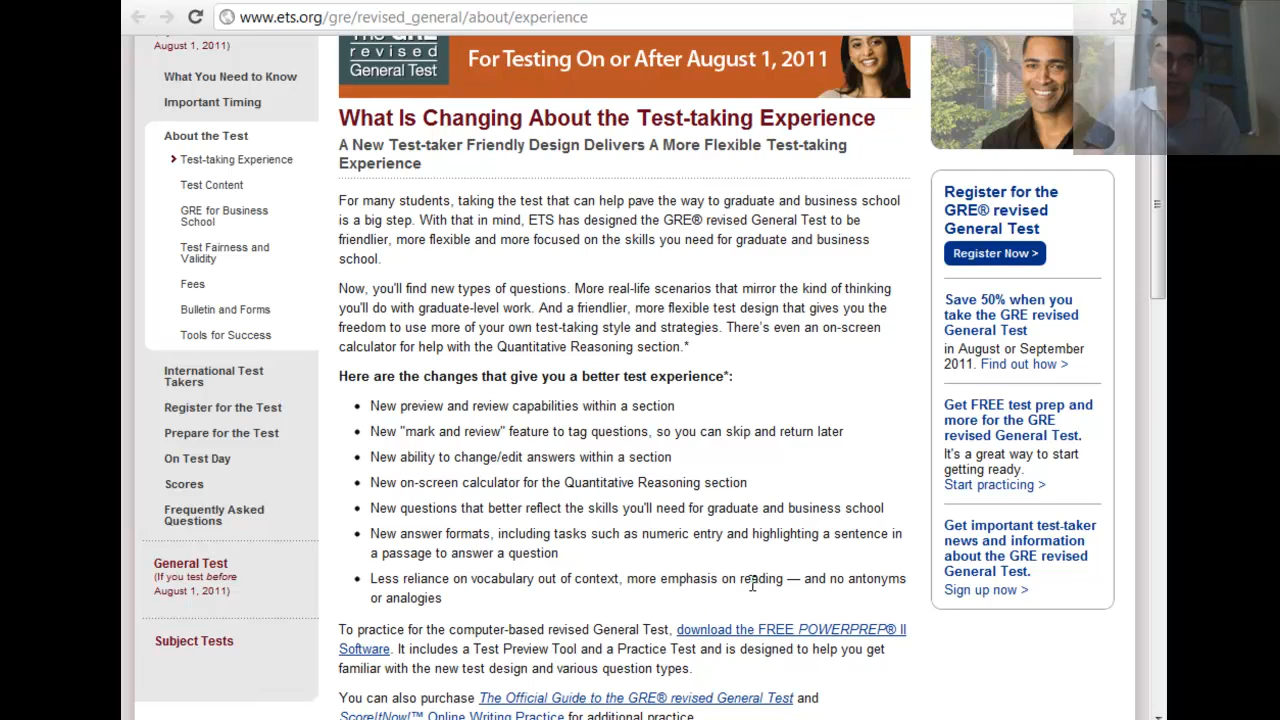 www.ets.org/gre/revised_general/about/experience
August 1, 2011)
What You Need to Know
Important Timing
About the Test
Test-taking Experience
Test Content
GRE for Business
School
Test Fairness and
Validity
Fees
Bulletin and Forms
Tools for Success
International Test
Takers
Register for the Test
Prepare for the Test
On Test Day
Scores
Frequently Asked
Questions
General Test
(If you test before
August 1, 2011)
Subject Tests
The GRE
revised
General Test
For Testing On or After August 1, 2011
What Is Changing About the Test-taking Experience
A New Test-taker Friendly Design Delivers A More Flexible Test-taking
Experience
For many students, taking the test that can help pave the way to graduate and business school
is a big step. With that in mind, ETS has designed the GRE® revised General Test to be
friendlier, more flexible and more focused on the skills you need for graduate and business
school.
Now, you'll find new types of questions. More real-life scenarios that mirror the kind of thinking
you'll do with graduate-level work. And a friendlier, more flexible test design that gives you the
freedom to use more of your own test-taking style and strategies. There's even an on-screen
calculator for help with the Quantitative Reasoning section.*
Here are the changes that give you a better test experience*:
• New preview and review capabilities within a section
• New "mark and review" feature to tag questions, so you can skip and return later
• New ability to change/edit answers within a section
• New on-screen calculator for the Quantitative Reasoning section
• New questions that better reflect the skills you'll need for graduate and business school
• New answer formats, including tasks such as numeric entry and highlighting a sentence in
a passage to answer a question
• Less reliance on vocabulary out of context, more emphasis on reading — and no antonyms
or analogies
To practice for the computer-based revised General Test, download the FREE POWERPREP® II
Software. It includes a Test Preview Tool and a Practice Test and is designed to help you get
familiar with the new test design and various question types.
You can also purchase The Official Guide to the GRE® revised General Test and
ScoreItNow!™ Online Writing Practice for additional practice.
Register for the
GRE® revised
General Test
Register Now >
Save 50% when you
take the GRE revised
General Test
in August or September
2011. Find out how >
Get FREE test prep and
more for the GRE
revised General Test.
It's a great way to start
getting ready.
Start practicing >
Get important test-taker
news and information
about the GRE revised
General Test.
Sign up now >